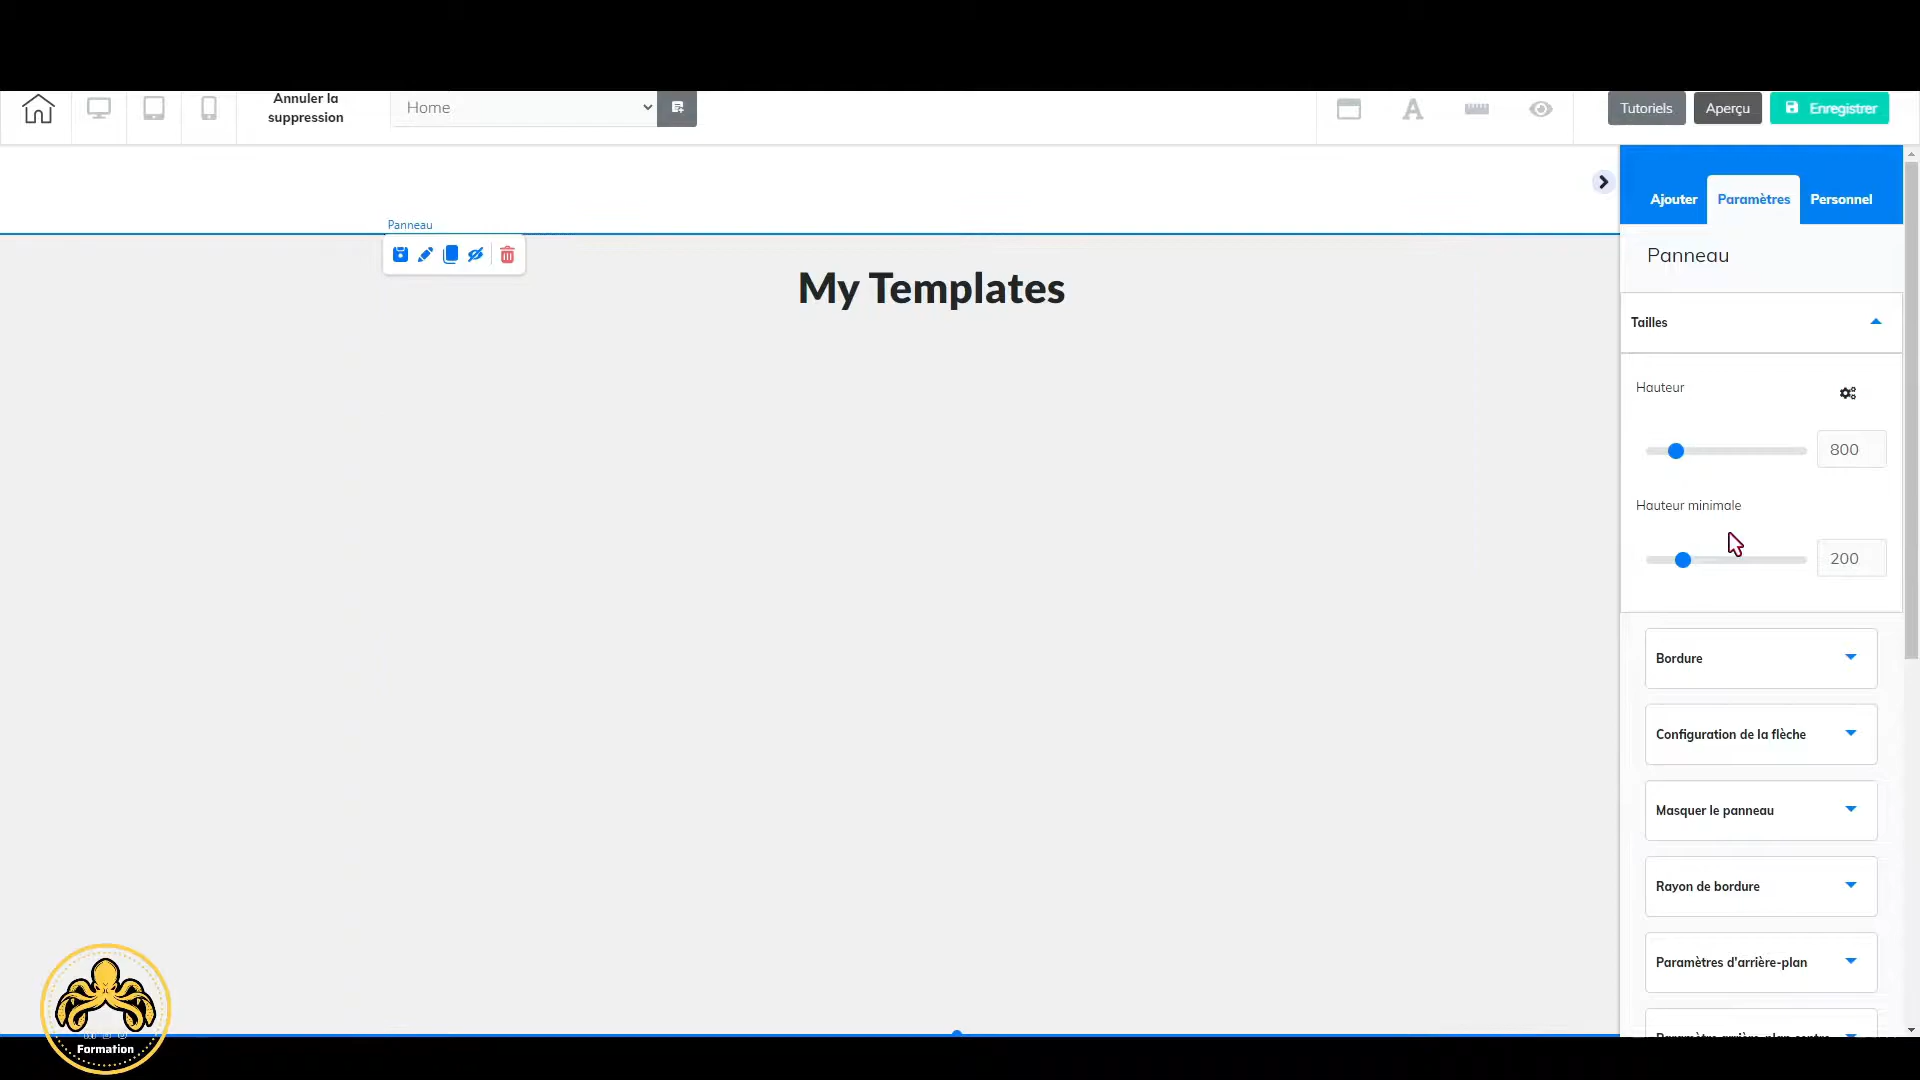 Annuler la
suppression
Home
Tutoriels
Aperçu
Enregistrer
Ajouter
Paramètres
Personnel
Panneau
Panneau
My Templates
Tailles
Hauteur
800
Hauteur minimale
200
Bordure
Configuration de la flèche
Masquer le panneau
Rayon de bordure
Paramètres d'arrière-plan
Formation